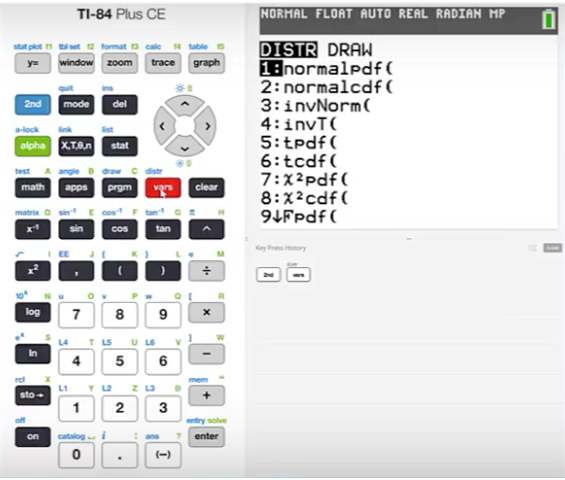 TI-84 Plus CE
stat plot f1 tbl set f2 format f3 calc f4 table f5
y= window zoom trace graph
quit ins
2nd mode del
a-lock link list
alpha X,T,θ,n stat
test A angle B draw C distr
math apps prgm vars clear
matrix D sin⁻¹ E cos⁻¹ F tan⁻¹ G π H
x⁻¹ sin cos tan ^
√ I EE J { K } L e M
x² , ( ) ÷
10ˣ N u O v P w Q [ R
log 7 8 9 ×
eˣ S L4 T L5 U L6 V ] W
ln 4 5 6 −
rcl X L1 Y L2 Z L3 θ mem "
sto→ 1 2 3 +
off catalog i : ans ? entry solve
on 0 . (−) enter
NORMAL FLOAT AUTO REAL RADIAN MP
DISTR DRAW
1:normalpdf(
2:normalcdf(
3:invNorm(
4:invT(
5:tpdf(
6:tcdf(
7:χ²pdf(
8:χ²cdf(
9↓Fpdf(
Key Press History
distr
2nd vars